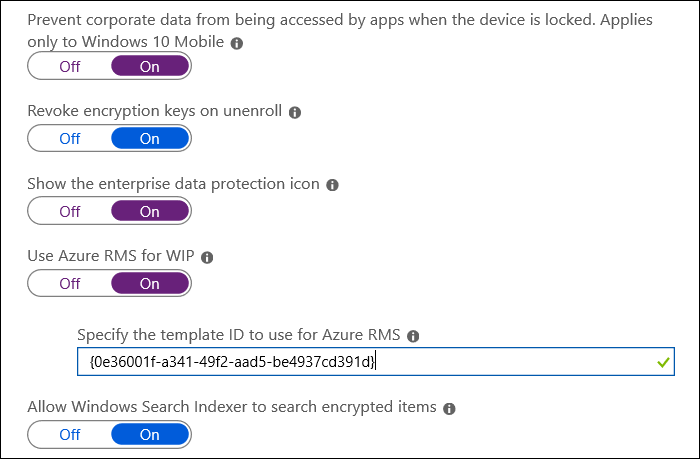 Prevent corporate data from being accessed by apps when the device is locked. Applies
only to Windows 10 Mobile
Off On
Revoke encryption keys on unenroll
Off On
Show the enterprise data protection icon
Off On
Use Azure RMS for WIP
Off On
Specify the template ID to use for Azure RMS
{0e36001f-a341-49f2-aad5-be4937cd391d}
Allow Windows Search Indexer to search encrypted items
Off On